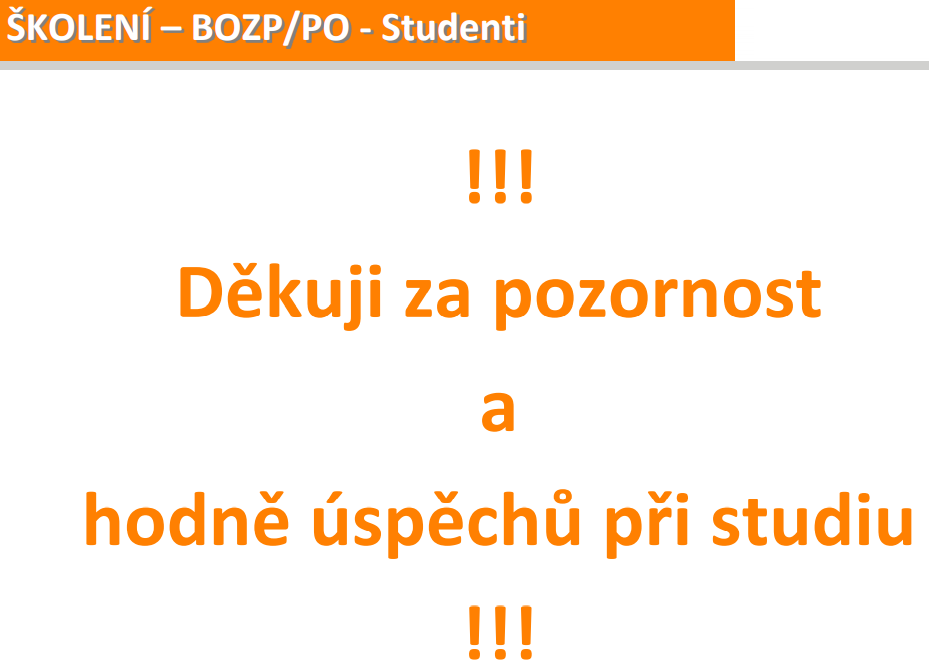 ŠKOLENÍ – BOZP/PO - Studenti
!!!
Děkuji za pozornost
a
hodně úspěchů při studiu
!!!